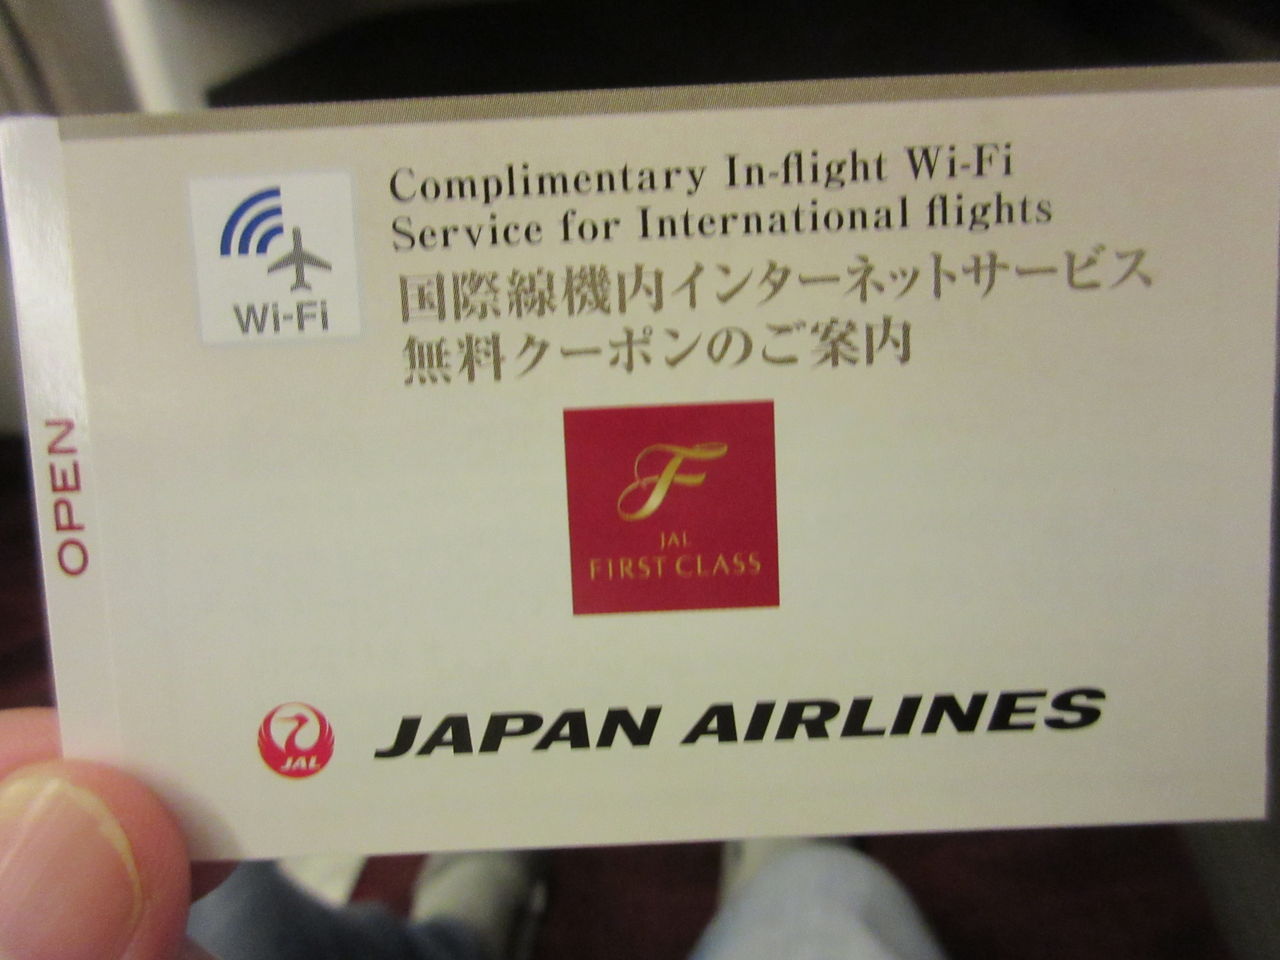 Complimentary In-flight Wi-Fi
Service for International flights
国際線機内インターネットサービス
無料クーポンのご案内
Wi-Fi
OPEN
F
JAL
FIRST CLASS
JAL
JAPAN AIRLINES